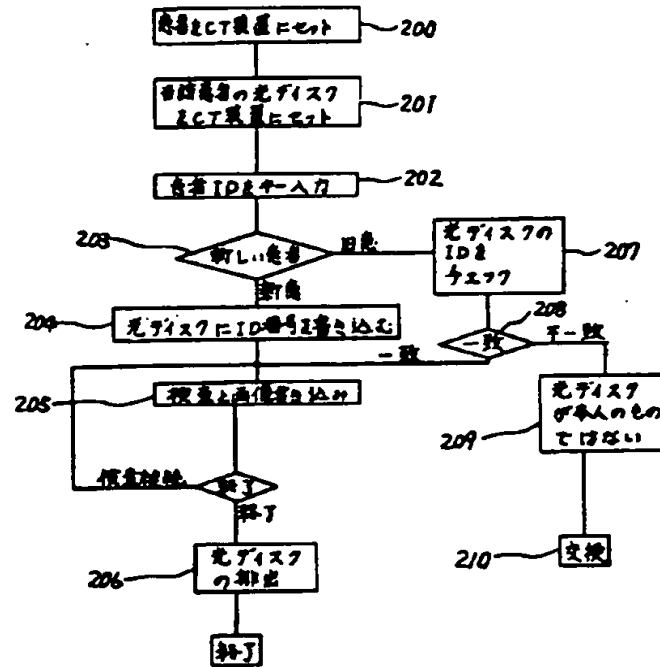 患者をCT装置にセット
200
当該患者の光ディスク
をCT装置にセット
201
患者IDをキー入力
202
203
新しい患者
旧患
新患
光ディスクの
IDを
チェック
207
204
光ディスクにID番号を書き込む
208
一致
不一致
一致
205
検査と画像書き込み
光ディスク
が本人のもの
ではない
209
検査継続
終了
終了
206
光ディスク
の排出
210
交換
終了